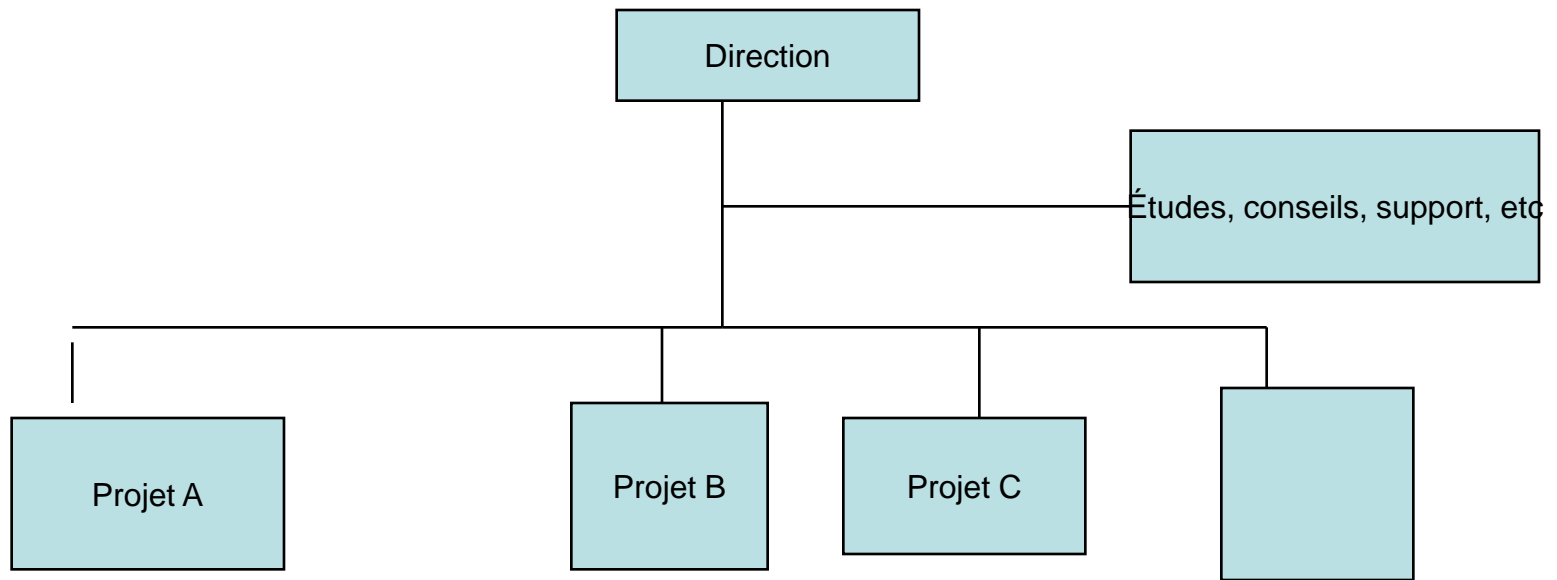 Direction
Études, conseils, support, etc
Projet A
Projet B
Projet C